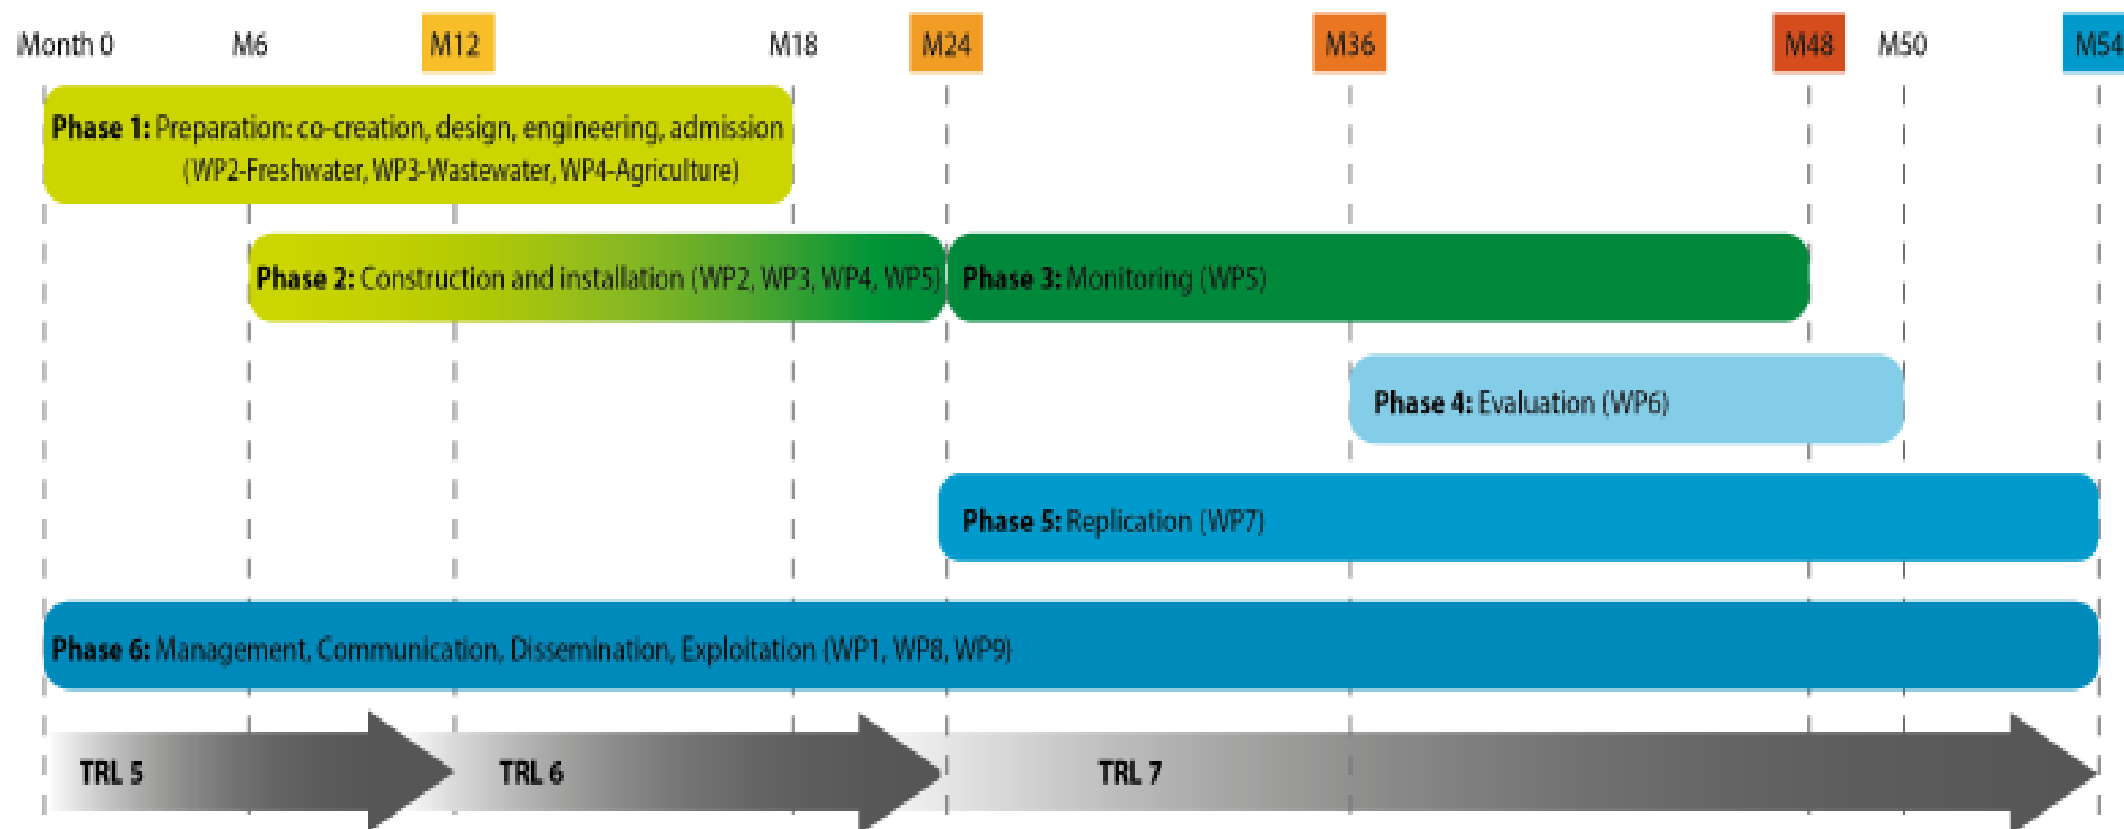 Month 0 M6 M12 M18 M24 M36 M48 M50 M54
Phase 1: Preparation: co-creation, design, engineering, admission
(WP2-Freshwater, WP3-Wastewater, WP4-Agriculture)
Phase 2: Construction and installation (WP2, WP3, WP4, WP5)
Phase 3: Monitoring (WP5)
Phase 4: Evaluation (WP6)
Phase 5: Replication (WP7)
Phase 6: Management, Communication, Dissemination, Exploitation (WP1, WP8, WP9)
TRL 5 TRL 6 TRL 7